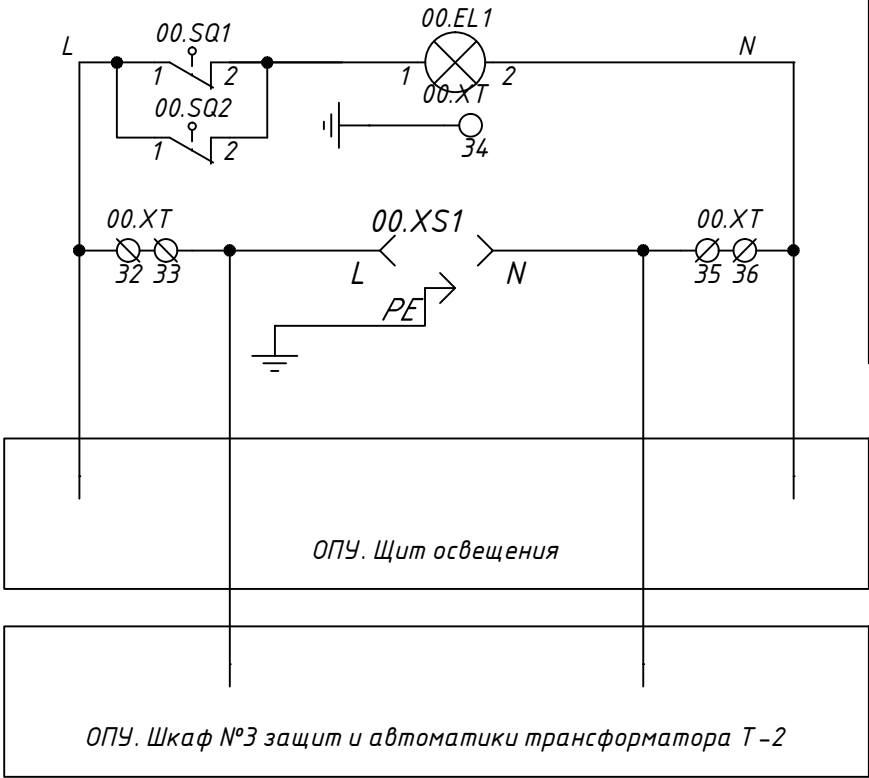 00.EL1
00.SQ1
L
N
1
2
1
2
00.XT
00.SQ2
1
2
34
00.XT
00.XS1
00.XT
32
33
L
N
35
36
PE
ОПУ. Щит освещения
ОПУ. Шкаф №3 защит и автоматики трансформатора Т-2